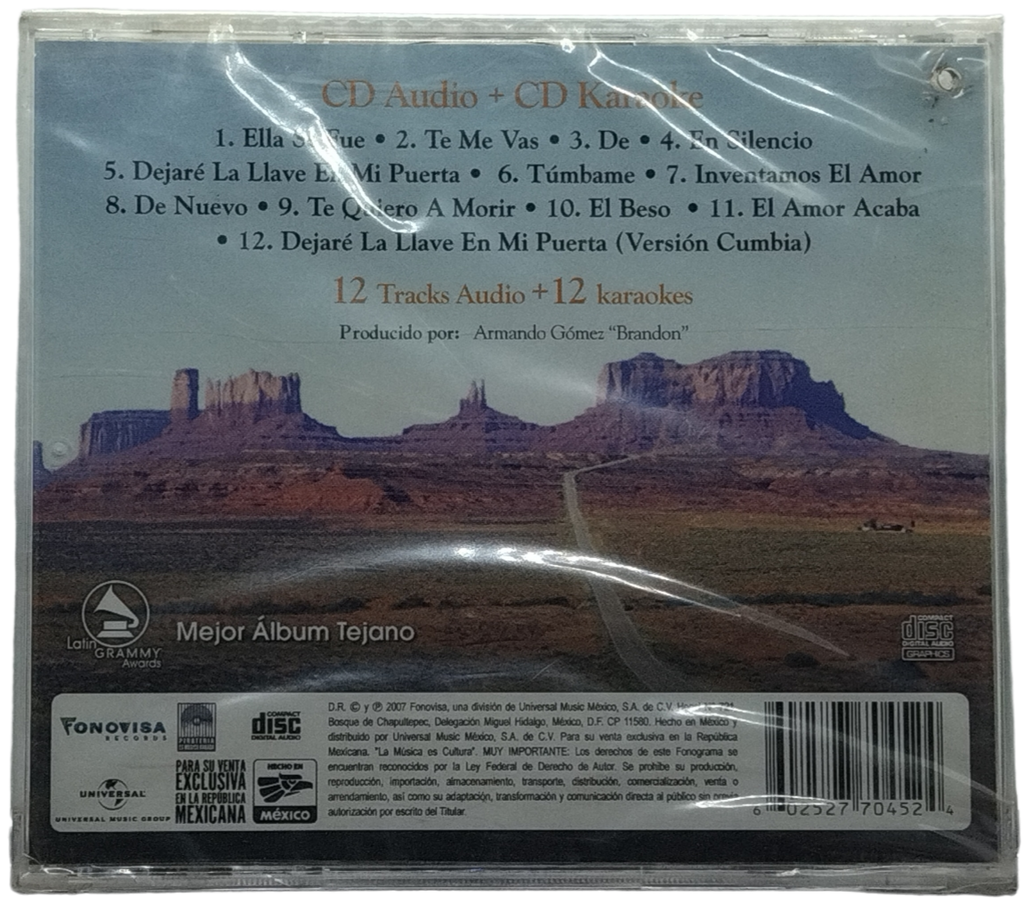 CD Audio + CD Karaoke
1. Ella Se Fue • 2. Te Me Vas • 3. De • 4. En Silencio
5. Dejaré La Llave En Mi Puerta • 6. Túmbame • 7. Inventamos El Amor
8. De Nuevo • 9. Te Quiero A Morir • 10. El Beso • 11. El Amor Acaba
• 12. Dejaré La Llave En Mi Puerta (Versión Cumbia)
12 Tracks Audio + 12 karaokes
Producido por: Armando Gómez "Brandon"
Latin GRAMMY Awards
Mejor Álbum Tejano
COMPACT disc DIGITAL AUDIO GRAPHICS
FONOVISA RECORDS
COMPACT disc DIGITAL AUDIO
UNIVERSAL
UNIVERSAL MUSIC GROUP
PARA SU VENTA
EXCLUSIVA
EN LA REPÚBLICA
MEXICANA
HECHO EN
MÉXICO
D.R. © y ℗ 2007 Fonovisa, una división de Universal Music México, S.A. de C.V.
Bosque de Chapultepec, Delegación Miguel Hidalgo, México, D.F. CP 11580. Hecho en México y
distribuido por Universal Music México, S.A. de C.V. Para su venta exclusiva en la República
Mexicana. "La Música es Cultura". MUY IMPORTANTE: Los derechos de este Fonograma se
encuentran reconocidos por la Ley Federal de Derecho de Autor. Se prohíbe su producción,
reproducción, importación, almacenamiento, transporte, distribución, comercialización, venta o
arrendamiento, así como su adaptación, transformación y comunicación directa al público sin previa
autorización por escrito del Titular.
6 02527 70452 4